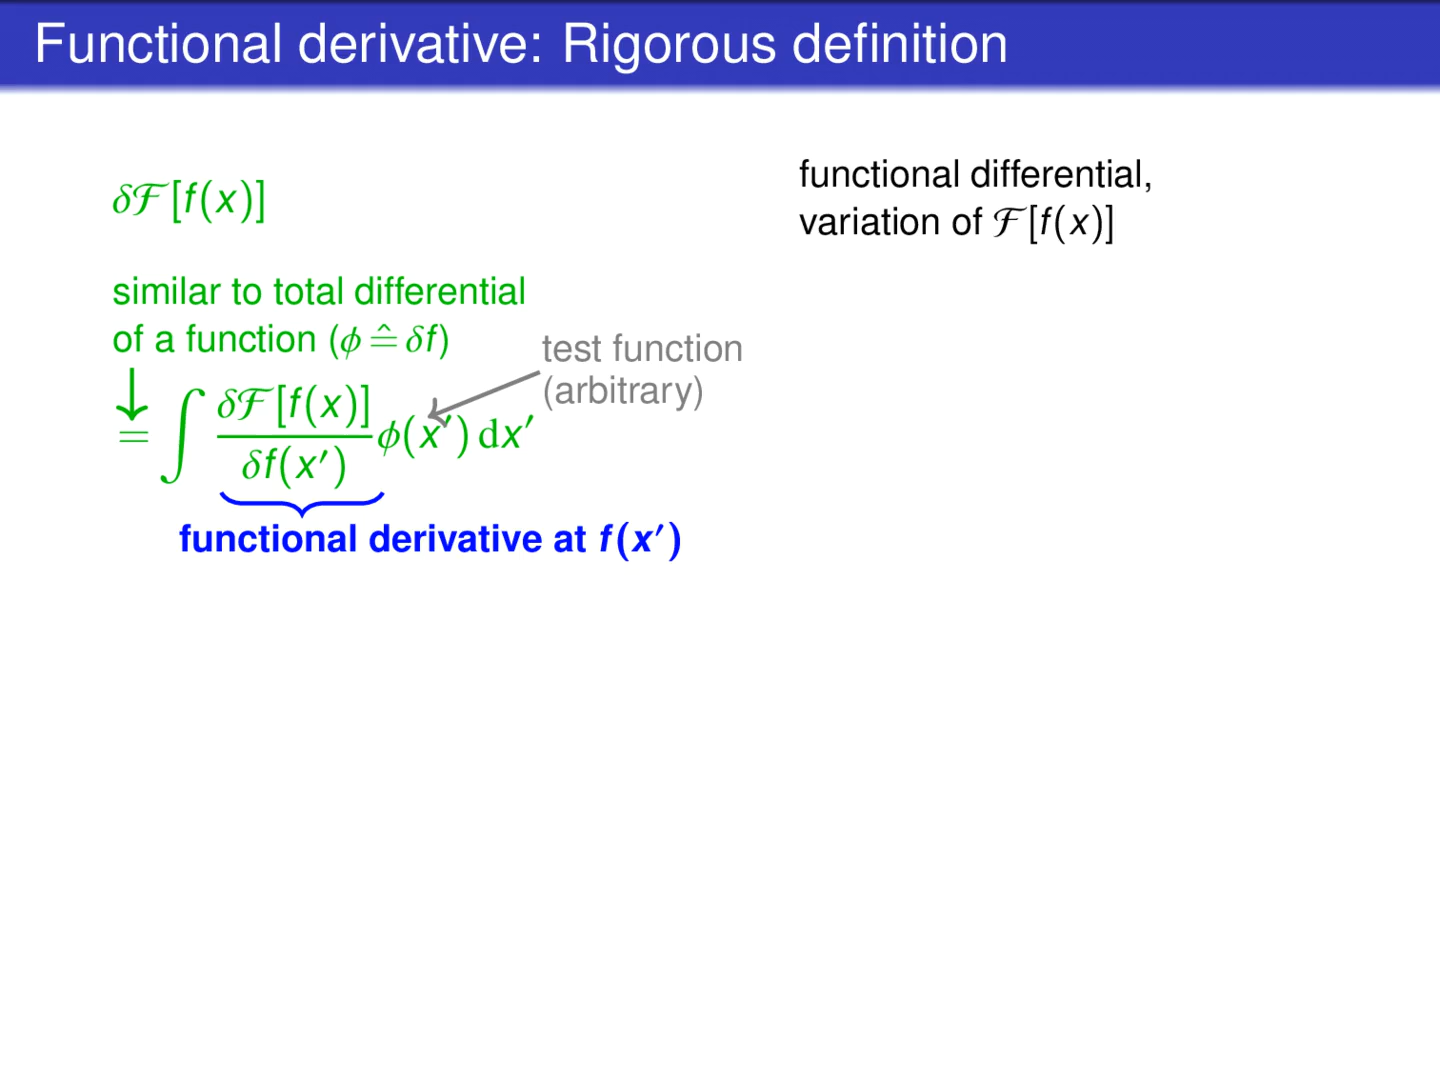 Functional derivative: Rigorous definition
δℱ[f(x)]
functional differential,
variation of ℱ[f(x)]
similar to total differential
of a function (ϕ ≙ δf)
test function
(arbitrary)
= ∫ δℱ[f(x)] / δf(x′) ϕ(x′) dx′
functional derivative at f(x′)